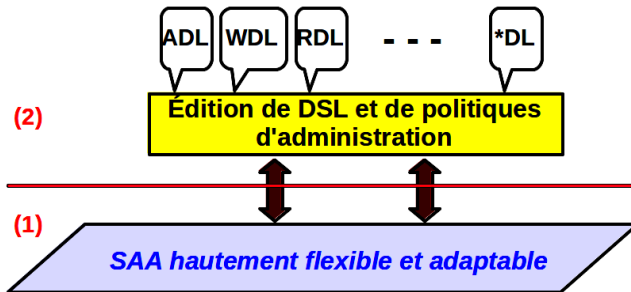 ADL WDL RDL - - - *DL
(2)
Édition de DSL et de politiques
d'administration
(1)
SAA hautement flexible et adaptable